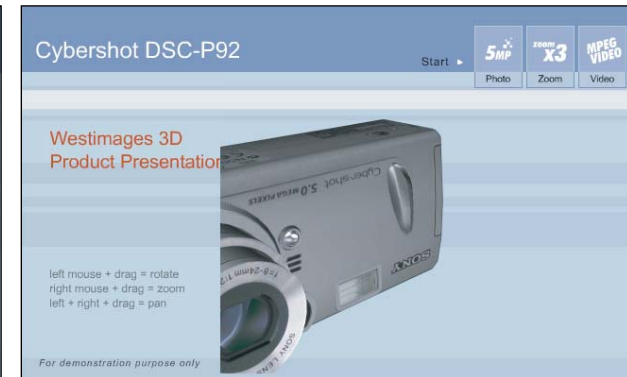 Cybershot DSC-P92
Start
5MP
zoom
x3
MPEG
VIDEO
Photo
Zoom
Video
Westimages 3D
Product Presentation
Cyber-shot
5.0 MEGA PIXELS
SONY
SONY LENS
left mouse + drag = rotate
right mouse + drag = zoom
left + right + drag = pan
For demonstration purpose only